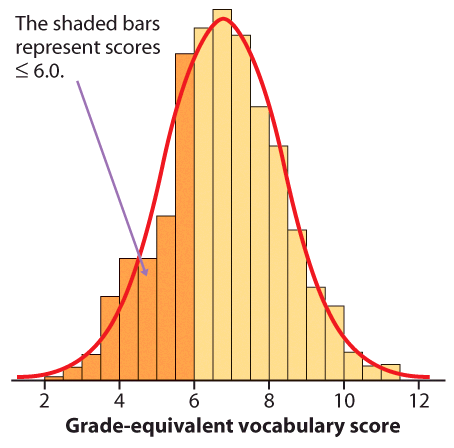 The shaded bars
represent scores
≤ 6.0.
2 4 6 8 10 12
Grade-equivalent vocabulary score